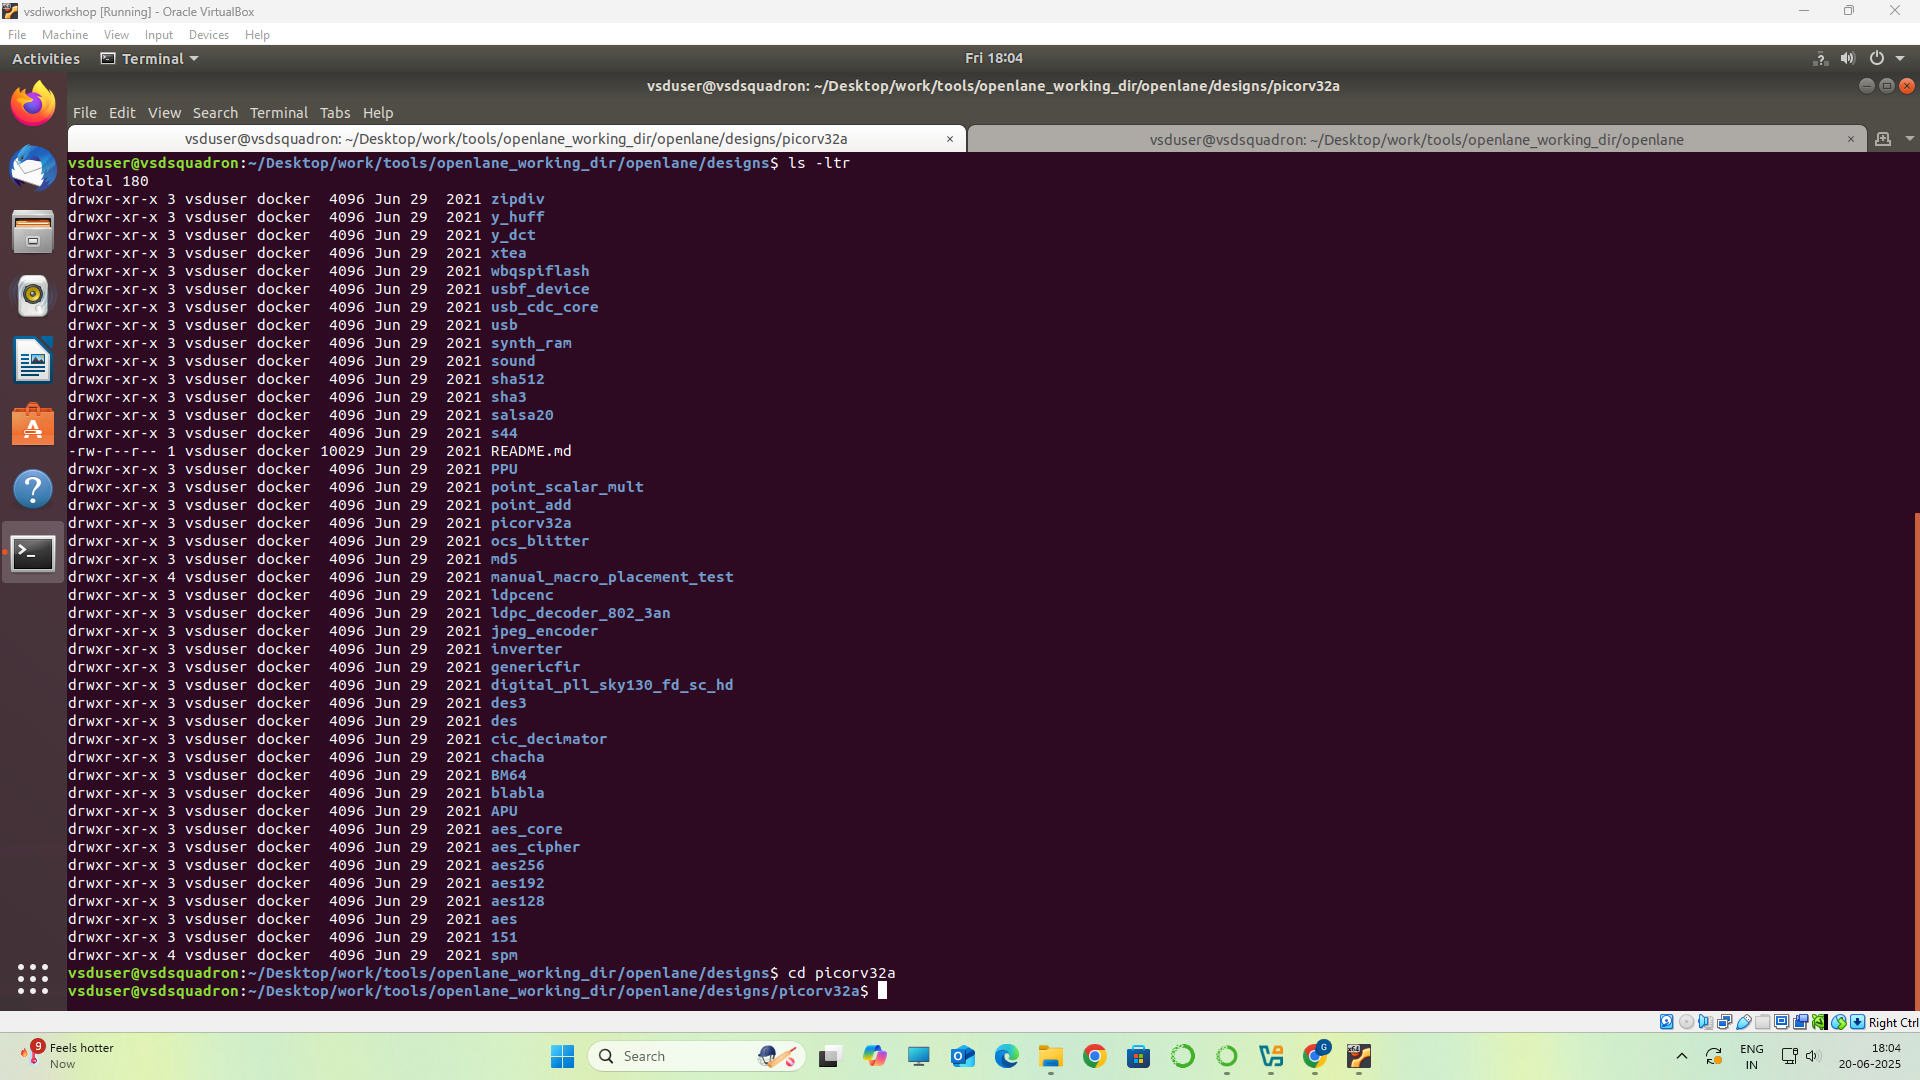 vsdiworkshop [Running] - Oracle VirtualBox
File Machine View Input Devices Help
Activities Terminal Fri 18:04
vsduser@vsdsquadron: ~/Desktop/work/tools/openlane_working_dir/openlane/designs/picorv32a
File Edit View Search Terminal Tabs Help
vsduser@vsdsquadron: ~/Desktop/work/tools/openlane_working_dir/openlane/designs/picorv32a × vsduser@vsdsquadron: ~/Desktop/work/tools/openlane_working_dir/openlane ×
vsduser@vsdsquadron:~/Desktop/work/tools/openlane_working_dir/openlane/designs$ ls -ltr
total 180
drwxr-xr-x 3 vsduser docker  4096 Jun 29  2021 zipdiv
drwxr-xr-x 3 vsduser docker  4096 Jun 29  2021 y_huff
drwxr-xr-x 3 vsduser docker  4096 Jun 29  2021 y_dct
drwxr-xr-x 3 vsduser docker  4096 Jun 29  2021 xtea
drwxr-xr-x 3 vsduser docker  4096 Jun 29  2021 wbqspiflash
drwxr-xr-x 3 vsduser docker  4096 Jun 29  2021 usbf_device
drwxr-xr-x 3 vsduser docker  4096 Jun 29  2021 usb_cdc_core
drwxr-xr-x 3 vsduser docker  4096 Jun 29  2021 usb
drwxr-xr-x 3 vsduser docker  4096 Jun 29  2021 synth_ram
drwxr-xr-x 3 vsduser docker  4096 Jun 29  2021 sound
drwxr-xr-x 3 vsduser docker  4096 Jun 29  2021 sha512
drwxr-xr-x 3 vsduser docker  4096 Jun 29  2021 sha3
drwxr-xr-x 3 vsduser docker  4096 Jun 29  2021 salsa20
drwxr-xr-x 3 vsduser docker  4096 Jun 29  2021 s44
-rw-r--r-- 1 vsduser docker 10029 Jun 29  2021 README.md
drwxr-xr-x 3 vsduser docker  4096 Jun 29  2021 PPU
drwxr-xr-x 3 vsduser docker  4096 Jun 29  2021 point_scalar_mult
drwxr-xr-x 3 vsduser docker  4096 Jun 29  2021 point_add
drwxr-xr-x 3 vsduser docker  4096 Jun 29  2021 picorv32a
drwxr-xr-x 3 vsduser docker  4096 Jun 29  2021 ocs_blitter
drwxr-xr-x 3 vsduser docker  4096 Jun 29  2021 md5
drwxr-xr-x 4 vsduser docker  4096 Jun 29  2021 manual_macro_placement_test
drwxr-xr-x 3 vsduser docker  4096 Jun 29  2021 ldpcenc
drwxr-xr-x 3 vsduser docker  4096 Jun 29  2021 ldpc_decoder_802_3an
drwxr-xr-x 3 vsduser docker  4096 Jun 29  2021 jpeg_encoder
drwxr-xr-x 3 vsduser docker  4096 Jun 29  2021 inverter
drwxr-xr-x 3 vsduser docker  4096 Jun 29  2021 genericfir
drwxr-xr-x 3 vsduser docker  4096 Jun 29  2021 digital_pll_sky130_fd_sc_hd
drwxr-xr-x 3 vsduser docker  4096 Jun 29  2021 des3
drwxr-xr-x 3 vsduser docker  4096 Jun 29  2021 des
drwxr-xr-x 3 vsduser docker  4096 Jun 29  2021 cic_decimator
drwxr-xr-x 3 vsduser docker  4096 Jun 29  2021 chacha
drwxr-xr-x 3 vsduser docker  4096 Jun 29  2021 BM64
drwxr-xr-x 3 vsduser docker  4096 Jun 29  2021 blabla
drwxr-xr-x 3 vsduser docker  4096 Jun 29  2021 APU
drwxr-xr-x 3 vsduser docker  4096 Jun 29  2021 aes_core
drwxr-xr-x 3 vsduser docker  4096 Jun 29  2021 aes_cipher
drwxr-xr-x 3 vsduser docker  4096 Jun 29  2021 aes256
drwxr-xr-x 3 vsduser docker  4096 Jun 29  2021 aes192
drwxr-xr-x 3 vsduser docker  4096 Jun 29  2021 aes128
drwxr-xr-x 3 vsduser docker  4096 Jun 29  2021 aes
drwxr-xr-x 3 vsduser docker  4096 Jun 29  2021 151
drwxr-xr-x 4 vsduser docker  4096 Jun 29  2021 spm
vsduser@vsdsquadron:~/Desktop/work/tools/openlane_working_dir/openlane/designs$ cd picorv32a
vsduser@vsdsquadron:~/Desktop/work/tools/openlane_working_dir/openlane/designs/picorv32a$
Right Ctrl
9 Feels hotter
Now
Search
ENG
IN
18:04
20-06-2025